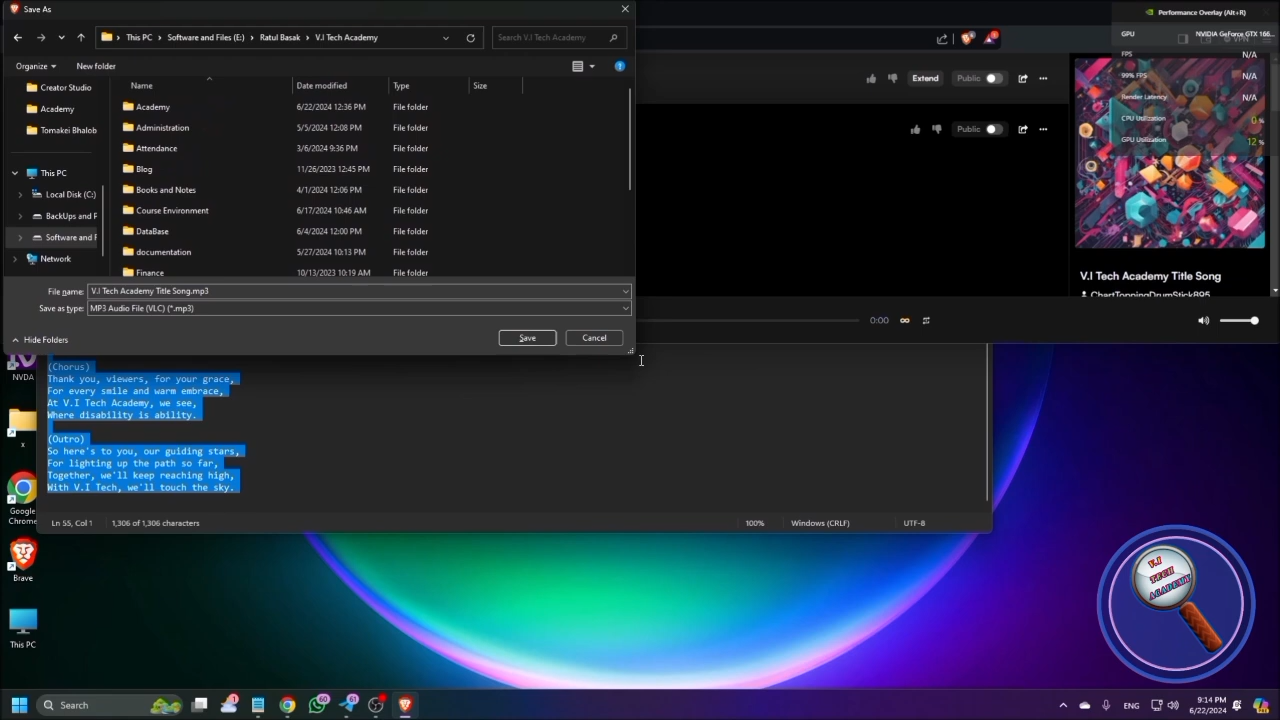 Save As
This PC > Software and Files (E:) > Ratul Basak > V.I Tech Academy
Search V.I Tech Academy
Organize
New folder
Name
Date modified
Type
Size
Creator Studio
Academy
Tomakei Bhalob
This PC
Local Disk (C:)
BackUps and F
Software and F
Network
Academy 6/22/2024 12:36 PM File folder
Administration 5/5/2024 12:08 PM File folder
Attendance 3/6/2024 9:36 PM File folder
Blog 11/26/2023 12:45 PM File folder
Books and Notes 4/1/2024 12:06 PM File folder
Course Environment 6/17/2024 10:46 AM File folder
DataBase 6/4/2024 12:00 PM File folder
documentation 5/27/2024 10:13 PM File folder
Finance 10/13/2023 10:19 AM File folder
File name: V.I Tech Academy Title Song.mp3
Save as type: MP3 Audio File (VLC) (*.mp3)
Hide Folders
Save
Cancel
Performance Overlay (Alt+R)
GPU NVIDIA GeForce GTX 166...
FPS N/A
99% FPS N/A
Render Latency N/A
CPU Utilization 0 %
GPU Utilization 12 %
VPN
Extend
Public
Public
V.I Tech Academy Title Song
ChartToppingDrumStick895
0:00
(Chorus)
Thank you, viewers, for your grace,
For every smile and warm embrace,
At V.I Tech Academy, we see,
Where disability is ability.
(Outro)
So here's to you, our guiding stars,
For lighting up the path so far,
Together, we'll keep reaching high,
With V.I Tech, we'll touch the sky.
Ln 55, Col 1
1,306 of 1,306 characters
100%
Windows (CRLF)
UTF-8
NVDA
x
Google
Chrome
Brave
This PC
V.I
TECH
ACADEMY
Search
1
60
61
ENG
9:14 PM
6/22/2024